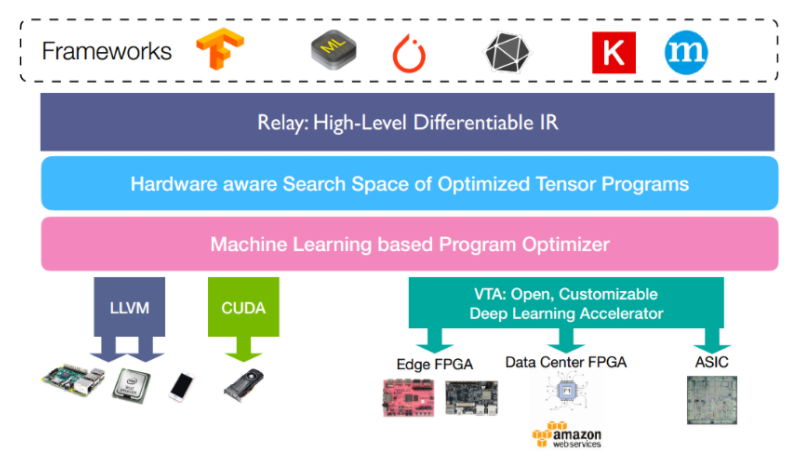 Frameworks
ML
K
m
Relay: High-Level Differentiable IR
Hardware aware Search Space of Optimized Tensor Programs
Machine Learning based Program Optimizer
LLVM
CUDA
VTA: Open, Customizable
Deep Learning Accelerator
Edge FPGA
Data Center FPGA
ASIC
amazon
web services